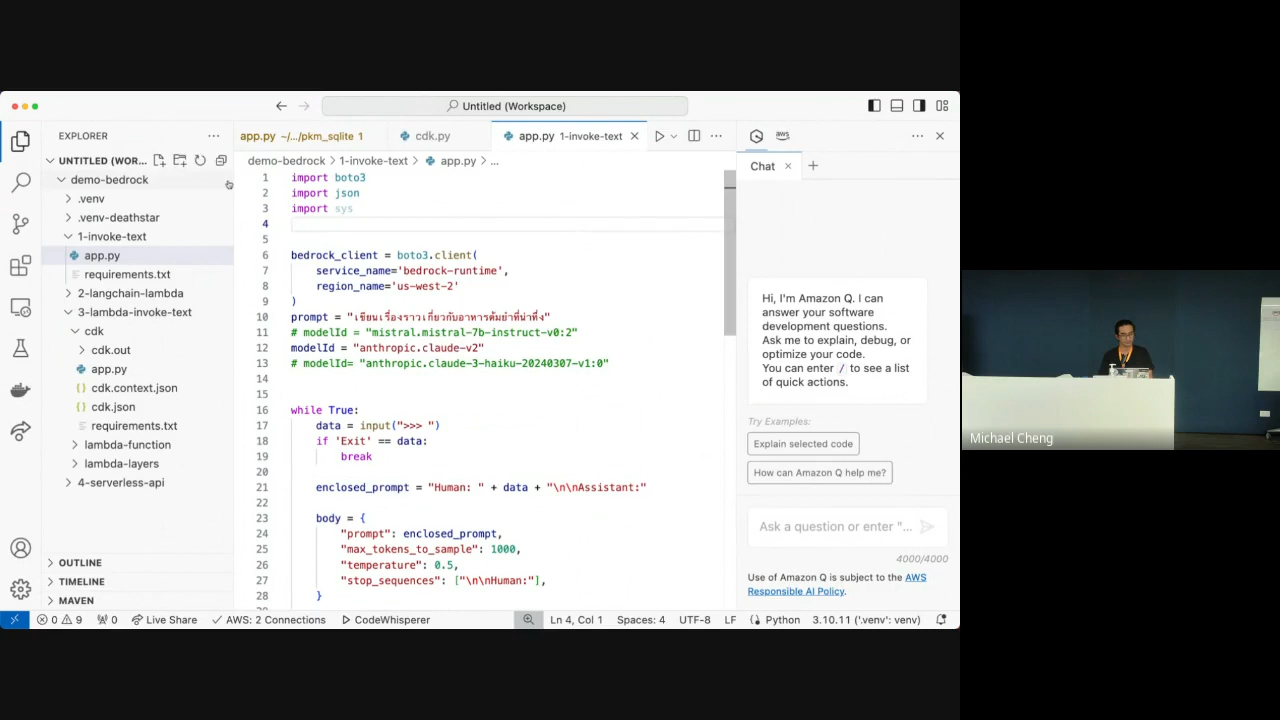 Untitled (Workspace)
EXPLORER
UNTITLED (WOR...
demo-bedrock
.venv
.venv-deathstar
1-invoke-text
app.py
requirements.txt
2-langchain-lambda
3-lambda-invoke-text
cdk
cdk.out
app.py
cdk.context.json
cdk.json
requirements.txt
lambda-function
lambda-layers
4-serverless-api
OUTLINE
TIMELINE
MAVEN
app.py ~/.../pkm_sqlite 1
cdk.py
app.py 1-invoke-text
demo-bedrock > 1-invoke-text > app.py > ...
1 import boto3
2 import json
3 import sys
4
5
6 bedrock_client = boto3.client(
7 service_name='bedrock-runtime',
8 region_name='us-west-2'
9 )
10 prompt = "เขียนเรื่องราวเกี่ยวกับอาหารต้มยำที่น่าทึ่ง"
11 # modelId = "mistral.mistral-7b-instruct-v0:2"
12 modelId = "anthropic.claude-v2"
13 # modelId= "anthropic.claude-3-haiku-20240307-v1:0"
14
15
16 while True:
17 data = input(">>> ")
18 if 'Exit' == data:
19 break
20
21 enclosed_prompt = "Human: " + data + "\n\nAssistant:"
22
23 body = {
24 "prompt": enclosed_prompt,
25 "max_tokens_to_sample": 1000,
26 "temperature": 0.5,
27 "stop_sequences": ["\n\nHuman:"],
28 }
aws
Chat
Hi, I'm Amazon Q. I can
answer your software
development questions.
Ask me to explain, debug, or
optimize your code.
You can enter / to see a list
of quick actions.
Try Examples:
Explain selected code
How can Amazon Q help me?
Ask a question or enter "...
4000/4000
Use of Amazon Q is subject to the AWS
Responsible AI Policy.
0 9 0 Live Share AWS: 2 Connections CodeWhisperer Ln 4, Col 1 Spaces: 4 UTF-8 LF Python 3.10.11 ('.venv': venv)
Michael Cheng